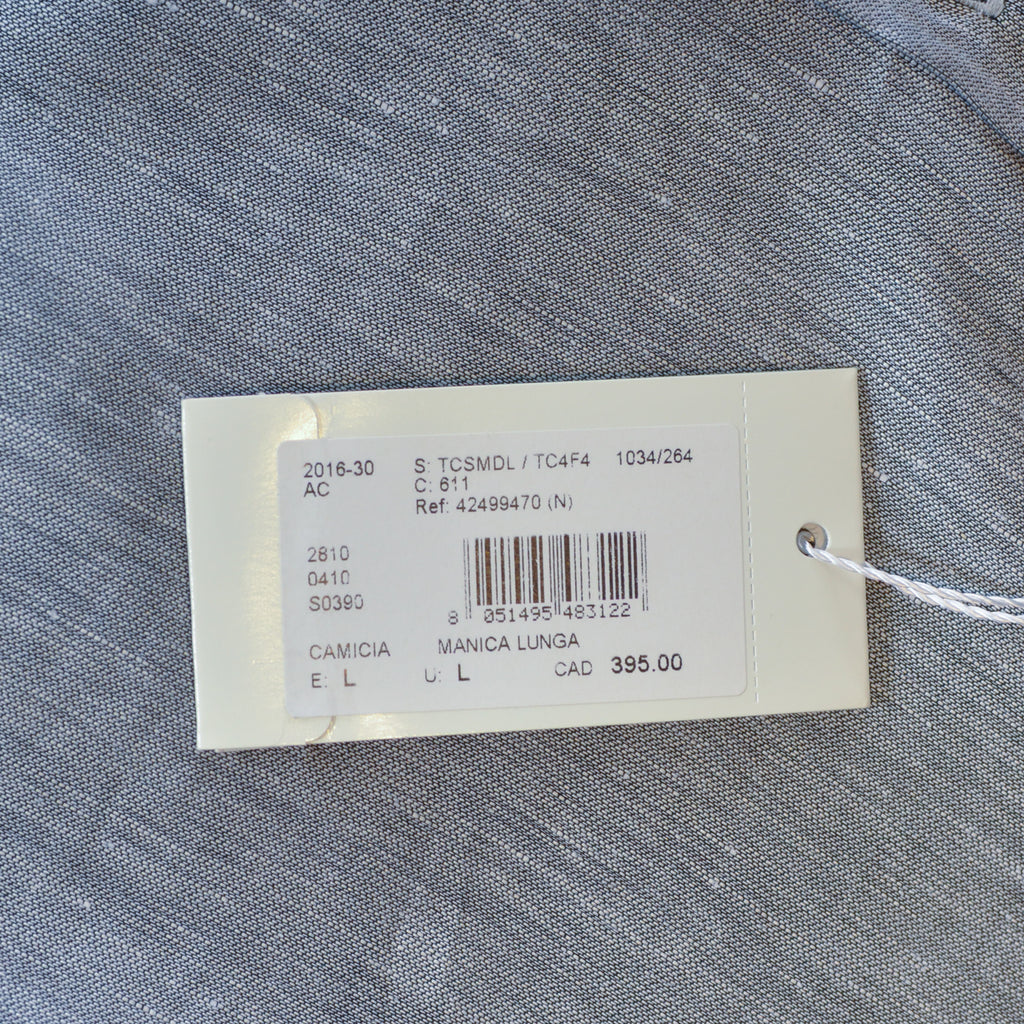 2016-30 S: TCSMDL / TC4F4 1034/264
AC C: 611
Ref: 42499470 (N)
2810
0410
S0390
8 051495 483122
CAMICIA MANICA LUNGA
E: L U: L CAD 395.00